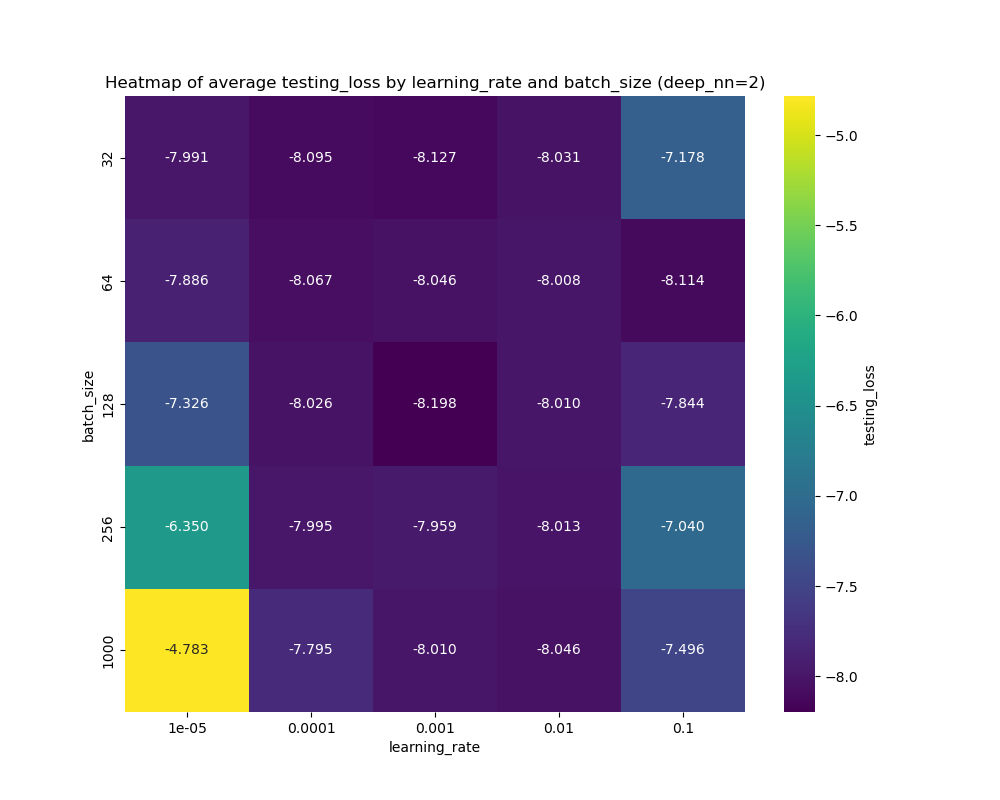 Heatmap of average testing_loss by learning_rate and batch_size (deep_nn=2)
32 -7.991 -8.095 -8.127 -8.031 -7.178
64 -7.886 -8.067 -8.046 -8.008 -8.114
128 -7.326 -8.026 -8.198 -8.010 -7.844
256 -6.350 -7.995 -7.959 -8.013 -7.040
1000 -4.783 -7.795 -8.010 -8.046 -7.496
batch_size
1e-05 0.0001 0.001 0.01 0.1
learning_rate
−5.0
−5.5
−6.0
−6.5
−7.0
−7.5
−8.0
testing_loss